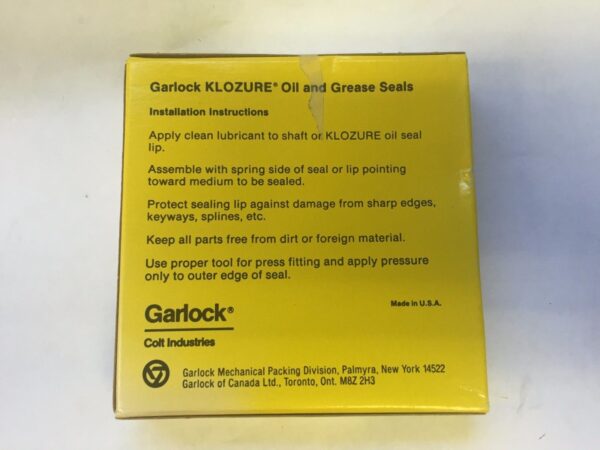 Garlock KLOZURE® Oil and Grease Seals
Installation Instructions
Apply clean lubricant to shaft or KLOZURE oil seal
lip.
Assemble with spring side of seal or lip pointing
toward medium to be sealed.
Protect sealing lip against damage from sharp edges,
keyways, splines, etc.
Keep all parts free from dirt or foreign material.
Use proper tool for press fitting and apply pressure
only to outer edge of seal.
Made in U.S.A.
Garlock®
Colt Industries
Garlock Mechanical Packing Division, Palmyra, New York 14522
Garlock of Canada Ltd., Toronto, Ont. M8Z 2H3